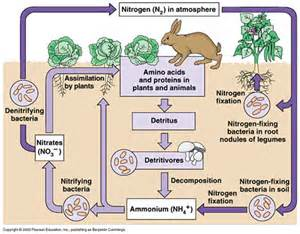 Nitrogen (N₂) in atmosphere
Assimilation
by plants
Amino acids
and proteins in
plants and animals
Denitrifying
bacteria
Nitrogen
fixation
Detritus
Nitrogen-fixing
bacteria in root
nodules of legumes
Nitrates
(NO₃⁻)
Detritivores
Nitrifying
bacteria
Decomposition
Nitrogen
fixation
Nitrogen-fixing
bacteria in soil
Ammonium (NH₄⁺)
Copyright © 2002 Pearson Education, Inc., publishing as Benjamin Cummings.